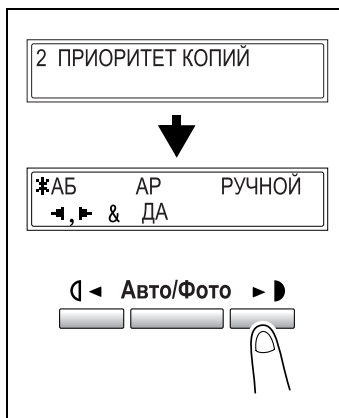 2 ПРИОРИТЕТ КОПИЙ
*АБ АР РУЧНОЙ
◄,► & ДА
◄ Авто/Фото ►